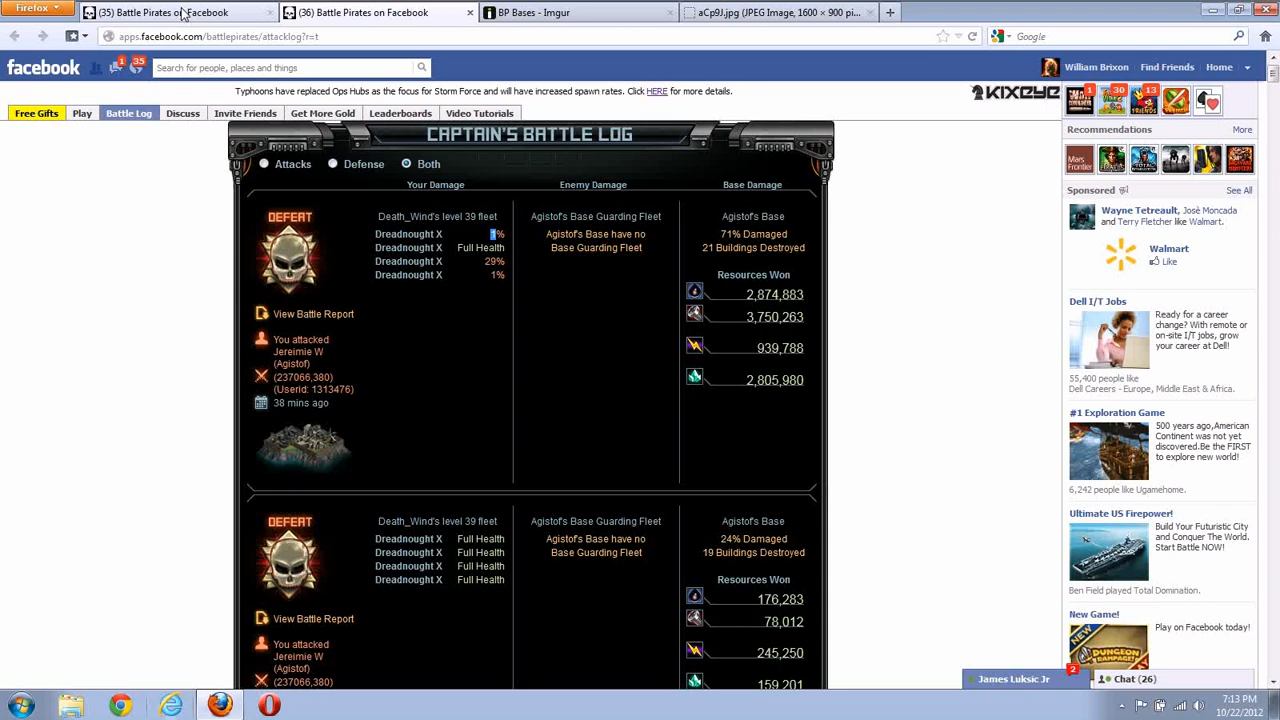 Firefox
(35) Battle Pirates on Facebook
(36) Battle Pirates on Facebook
BP Bases - Imgur
aCp9J.jpg (JPEG Image, 1600 × 900 pi...
apps.facebook.com/battlepirates/attacklog?r=t
Google
facebook
1
35
Search for people, places and things
William Brixon
Find Friends
Home
Typhoons have replaced Ops Hubs as the focus for Storm Force and will have increased spawn rates. Click HERE for more details.
KIXEYE
1 30 13
Free Gifts
Play
Battle Log
Discuss
Invite Friends
Get More Gold
Leaderboards
Video Tutorials
CAPTAIN'S BATTLE LOG
Attacks
Defense
Both
Your Damage
Enemy Damage
Base Damage
DEFEAT
Death_Wind's level 39 fleet
Dreadnought X 1%
Dreadnought X Full Health
Dreadnought X 29%
Dreadnought X 1%
Agistof's Base Guarding Fleet
Agistof's Base have no
Base Guarding Fleet
Agistof's Base
71% Damaged
21 Buildings Destroyed
Resources Won
2,874,883
3,750,263
939,788
2,805,980
View Battle Report
You attacked
Jereimie W
(Agistof)
(237066,380)
(Userid: 1313476)
38 mins ago
DEFEAT
Death_Wind's level 39 fleet
Dreadnought X Full Health
Dreadnought X Full Health
Dreadnought X Full Health
Dreadnought X Full Health
Agistof's Base Guarding Fleet
Agistof's Base have no
Base Guarding Fleet
Agistof's Base
24% Damaged
19 Buildings Destroyed
Resources Won
176,283
78,012
245,250
159,201
View Battle Report
You attacked
Jereimie W
(Agistof)
(237066,380)
Recommendations
More
Mars
Frontier
Sponsored
See All
Wayne Tetreault, José Moncada
and Terry Fletcher like Walmart.
Walmart
Like
Dell I/T Jobs
Ready for a career
change? With remote or
on-site I/T jobs, grow
your career at Dell!
55,400 people like
Dell Careers - Europe, Middle East & Africa.
#1 Exploration Game
500 years ago,American
Continent was not yet
discovered.Be the FIRST
to explore new world!
6,242 people like Ugamehome.
Ultimate US Firepower!
Build Your Futuristic City
and Conquer The World.
Start Battle NOW!
Ben Field played Total Domination.
New Game!
Play on Facebook today!
DUNGEON
RAMPAGE!
2
James Luksic Jr
Chat (26)
7:13 PM
10/22/2012